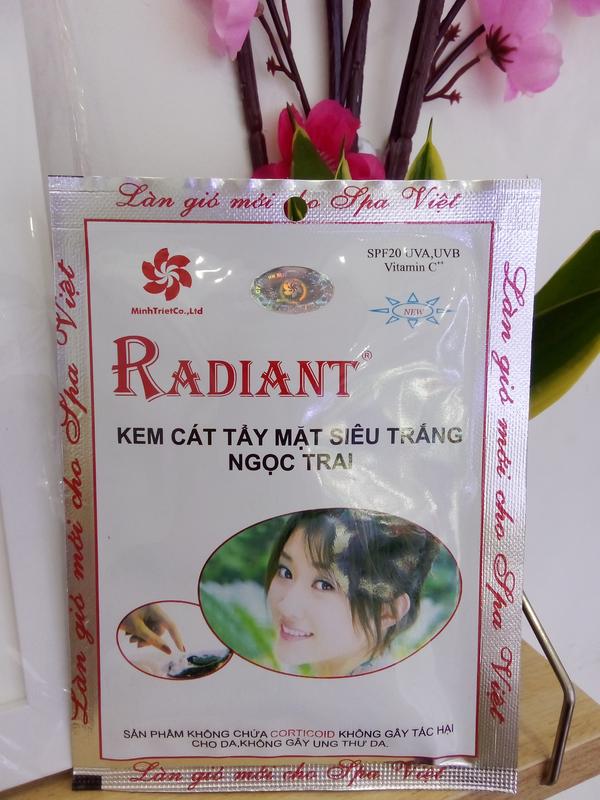 Làn gió mới cho Spa Việt
Làn gió mới cho Spa Việt
Làn gió mới cho Spa Việt
MinhTrietCo.,Ltd
SPF20 UVA,UVB
Vitamin C++
NEW
RADIANT®
KEM CÁT TẨY MẶT SIÊU TRẮNG
NGỌC TRAI
SẢN PHẨM KHÔNG CHỨA CORTICOID KHÔNG GÂY TÁC HẠI
CHO DA,KHÔNG GÂY UNG THƯ DA.
Làn gió mới cho Spa Việt